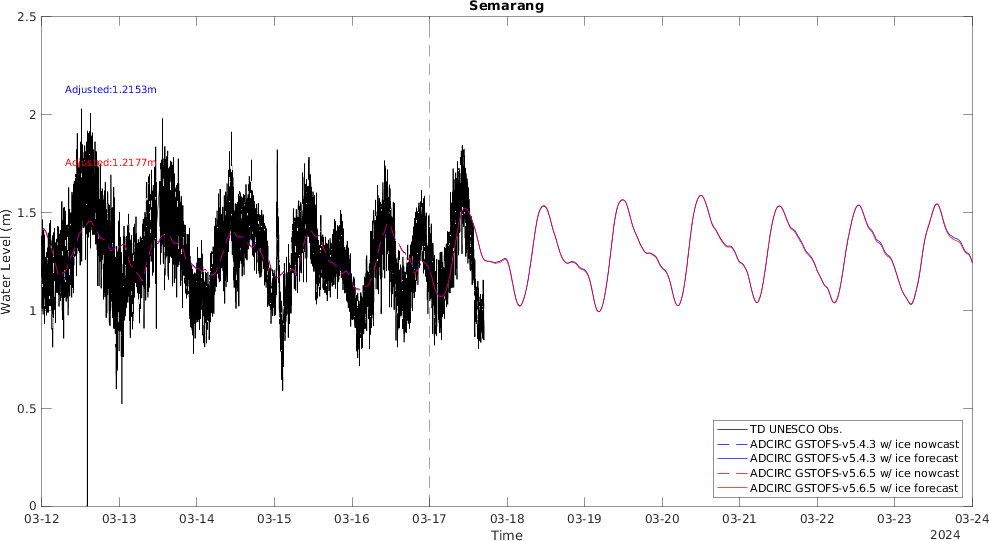 Semarang
2.5
2
1.5
1
0.5
0
Water Level (m)
Adjusted:1.2153m
Adjusted:1.2177m
TD UNESCO Obs.
ADCIRC GSTOFS-v5.4.3 w/ ice nowcast
ADCIRC GSTOFS-v5.4.3 w/ ice forecast
ADCIRC GSTOFS-v5.6.5 w/ ice nowcast
ADCIRC GSTOFS-v5.6.5 w/ ice forecast
03-12 03-13 03-14 03-15 03-16 03-17 03-18 03-19 03-20 03-21 03-22 03-23 03-24
Time
2024